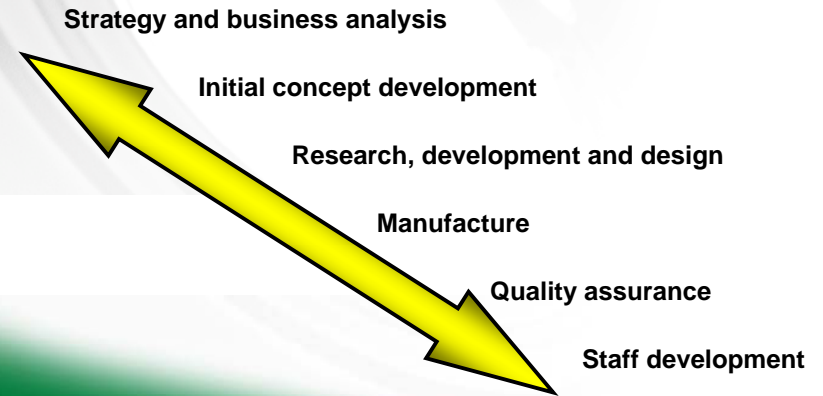 Strategy and business analysis
Initial concept development
Research, development and design
Manufacture
Quality assurance
Staff development